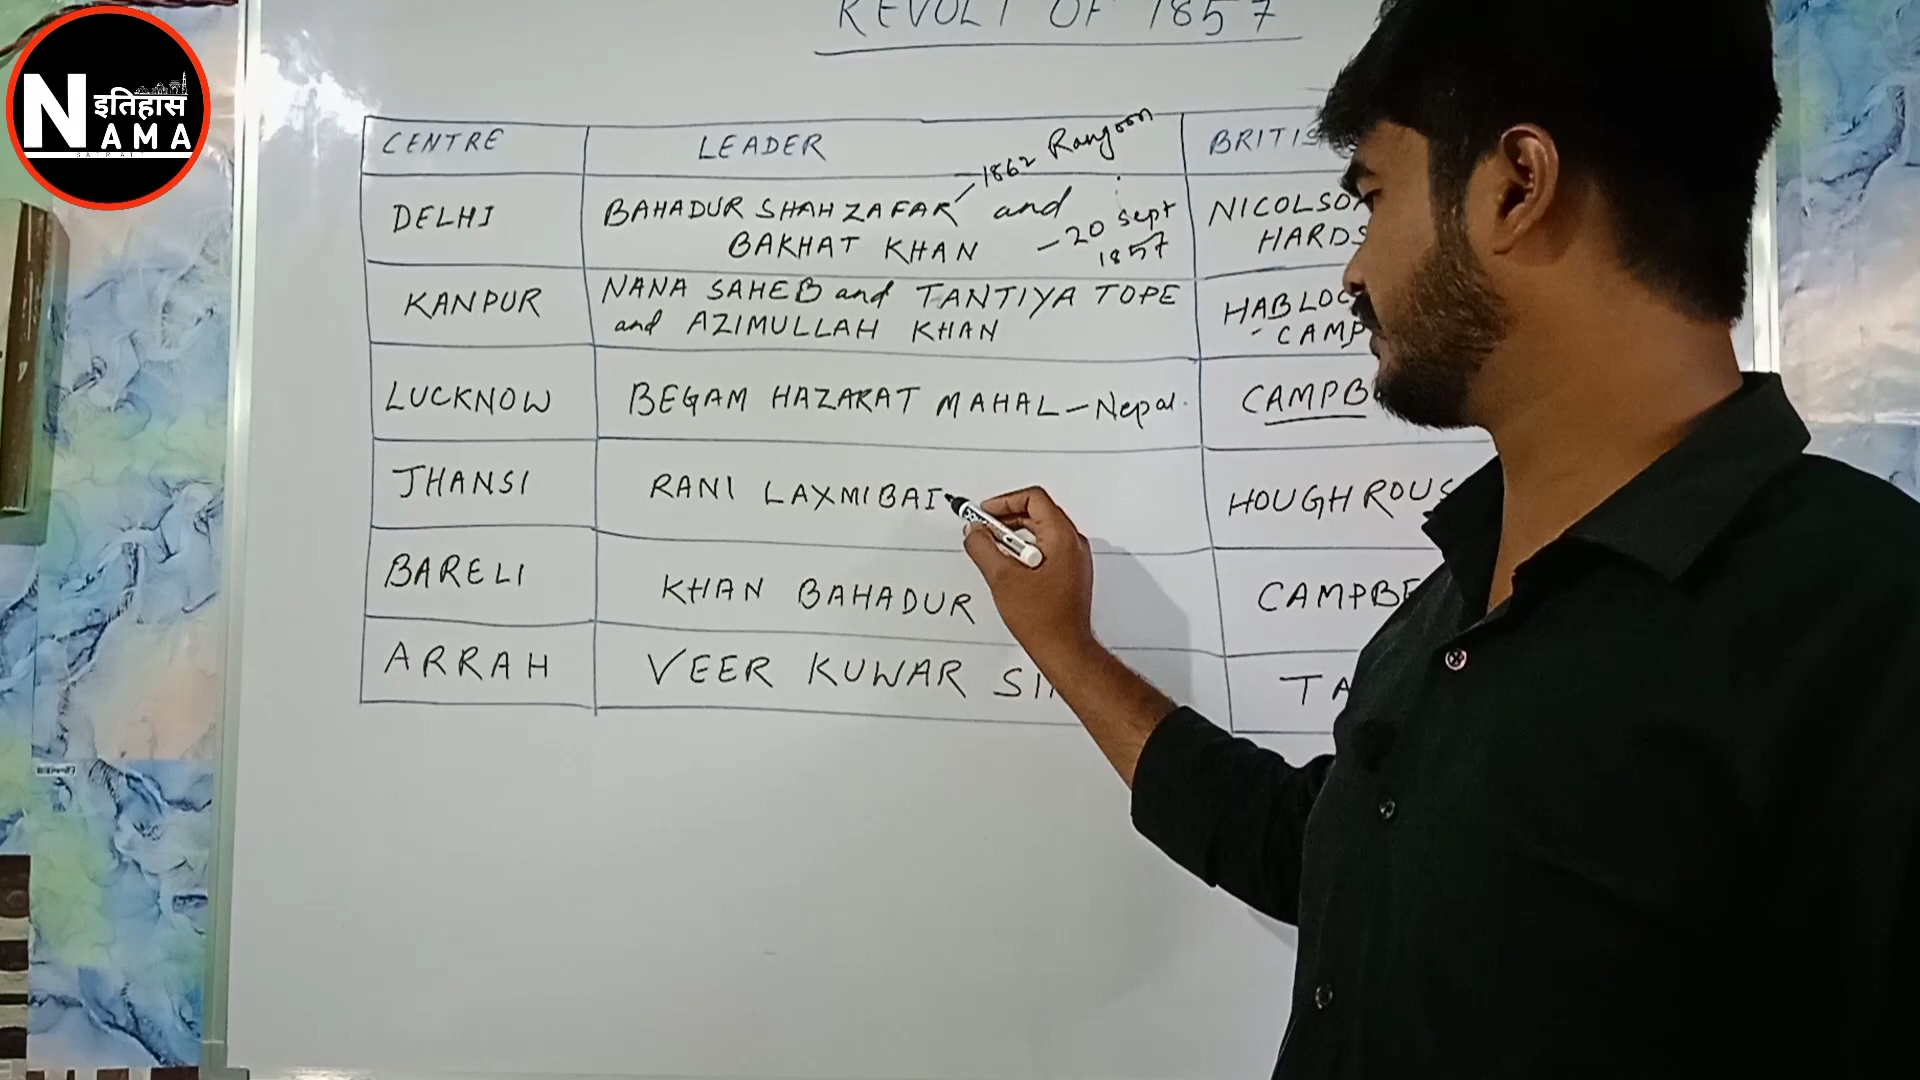 N इतिहास
AMA
REVOLT OF 1857
CENTRE LEADER BRITIS
1862 Rangoon
DELHI BAHADUR SHAH ZAFAR and NICOLSO
BAKHAT KHAN - 20 sept 1857 HARDS
KANPUR NANA SAHEB and TANTIYA TOPE HABLOC
and AZIMULLAH KHAN - CAMP
LUCKNOW BEGAM HAZARAT MAHAL - Nepal. CAMPB
JHANSI RANI LAXMIBAI HOUGH ROUS
BARELI KHAN BAHADUR CAMPBE
ARRAH VEER KUWAR SI TA